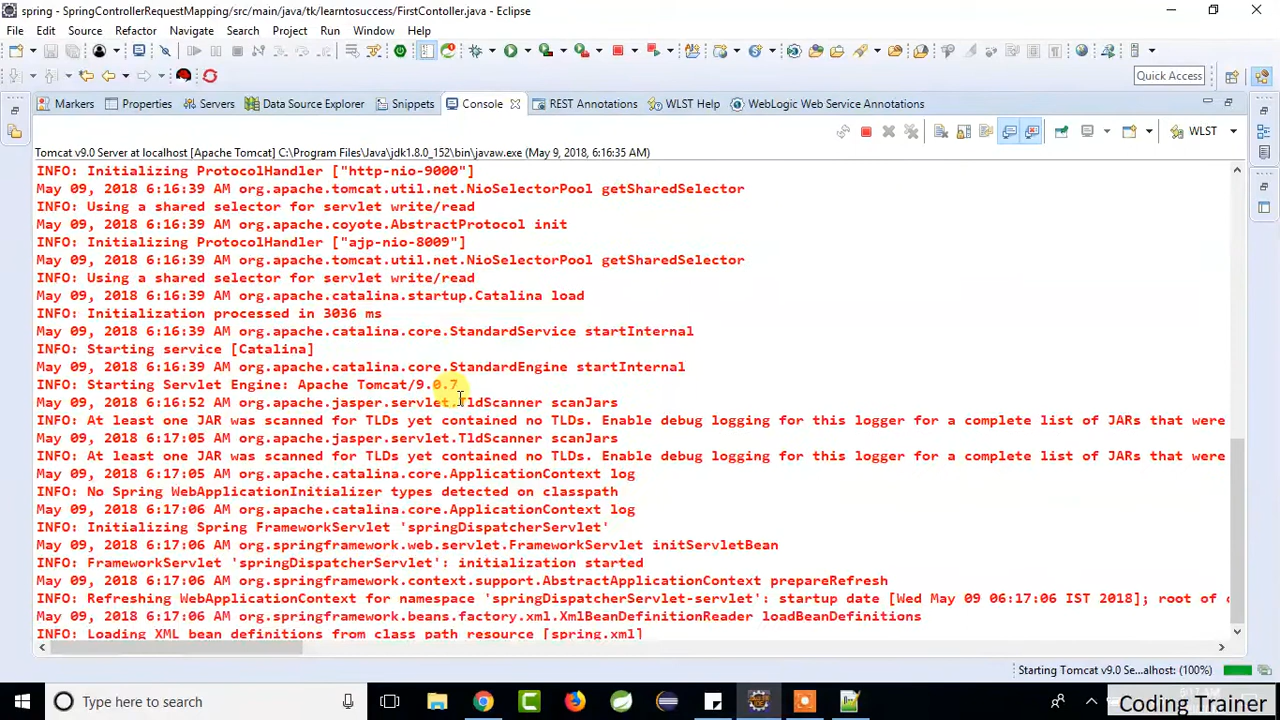 spring - SpringControllerRequestMapping/src/main/java/tk/learntosuccess/FirstContoller.java - Eclipse
File Edit Source Refactor Navigate Search Project Run Window Help
Quick Access
Markers Properties Servers Data Source Explorer Snippets Console REST Annotations WLST Help WebLogic Web Service Annotations
WLST
Tomcat v9.0 Server at localhost [Apache Tomcat] C:\Program Files\Java\jdk1.8.0_152\bin\javaw.exe (May 9, 2018, 6:16:35 AM)
INFO: Initializing ProtocolHandler ["http-nio-9000"]
May 09, 2018 6:16:39 AM org.apache.tomcat.util.net.NioSelectorPool getSharedSelector
INFO: Using a shared selector for servlet write/read
May 09, 2018 6:16:39 AM org.apache.coyote.AbstractProtocol init
INFO: Initializing ProtocolHandler ["ajp-nio-8009"]
May 09, 2018 6:16:39 AM org.apache.tomcat.util.net.NioSelectorPool getSharedSelector
INFO: Using a shared selector for servlet write/read
May 09, 2018 6:16:39 AM org.apache.catalina.startup.Catalina load
INFO: Initialization processed in 3036 ms
May 09, 2018 6:16:39 AM org.apache.catalina.core.StandardService startInternal
INFO: Starting service [Catalina]
May 09, 2018 6:16:39 AM org.apache.catalina.core.StandardEngine startInternal
INFO: Starting Servlet Engine: Apache Tomcat/9.0.7
May 09, 2018 6:16:52 AM org.apache.jasper.servlet.TldScanner scanJars
INFO: At least one JAR was scanned for TLDs yet contained no TLDs. Enable debug logging for this logger for a complete list of JARs that were
May 09, 2018 6:17:05 AM org.apache.jasper.servlet.TldScanner scanJars
INFO: At least one JAR was scanned for TLDs yet contained no TLDs. Enable debug logging for this logger for a complete list of JARs that were
May 09, 2018 6:17:05 AM org.apache.catalina.core.ApplicationContext log
INFO: No Spring WebApplicationInitializer types detected on classpath
May 09, 2018 6:17:06 AM org.apache.catalina.core.ApplicationContext log
INFO: Initializing Spring FrameworkServlet 'springDispatcherServlet'
May 09, 2018 6:17:06 AM org.springframework.web.servlet.FrameworkServlet initServletBean
INFO: FrameworkServlet 'springDispatcherServlet': initialization started
May 09, 2018 6:17:06 AM org.springframework.context.support.AbstractApplicationContext prepareRefresh
INFO: Refreshing WebApplicationContext for namespace 'springDispatcherServlet-servlet': startup date [Wed May 09 06:17:06 IST 2018]; root of
May 09, 2018 6:17:06 AM org.springframework.beans.factory.xml.XmlBeanDefinitionReader loadBeanDefinitions
INFO: Loading XML bean definitions from class path resource [spring.xml]
Starting Tomcat v9.0 Se...alhost: (100%)
Type here to search
Coding Trainer